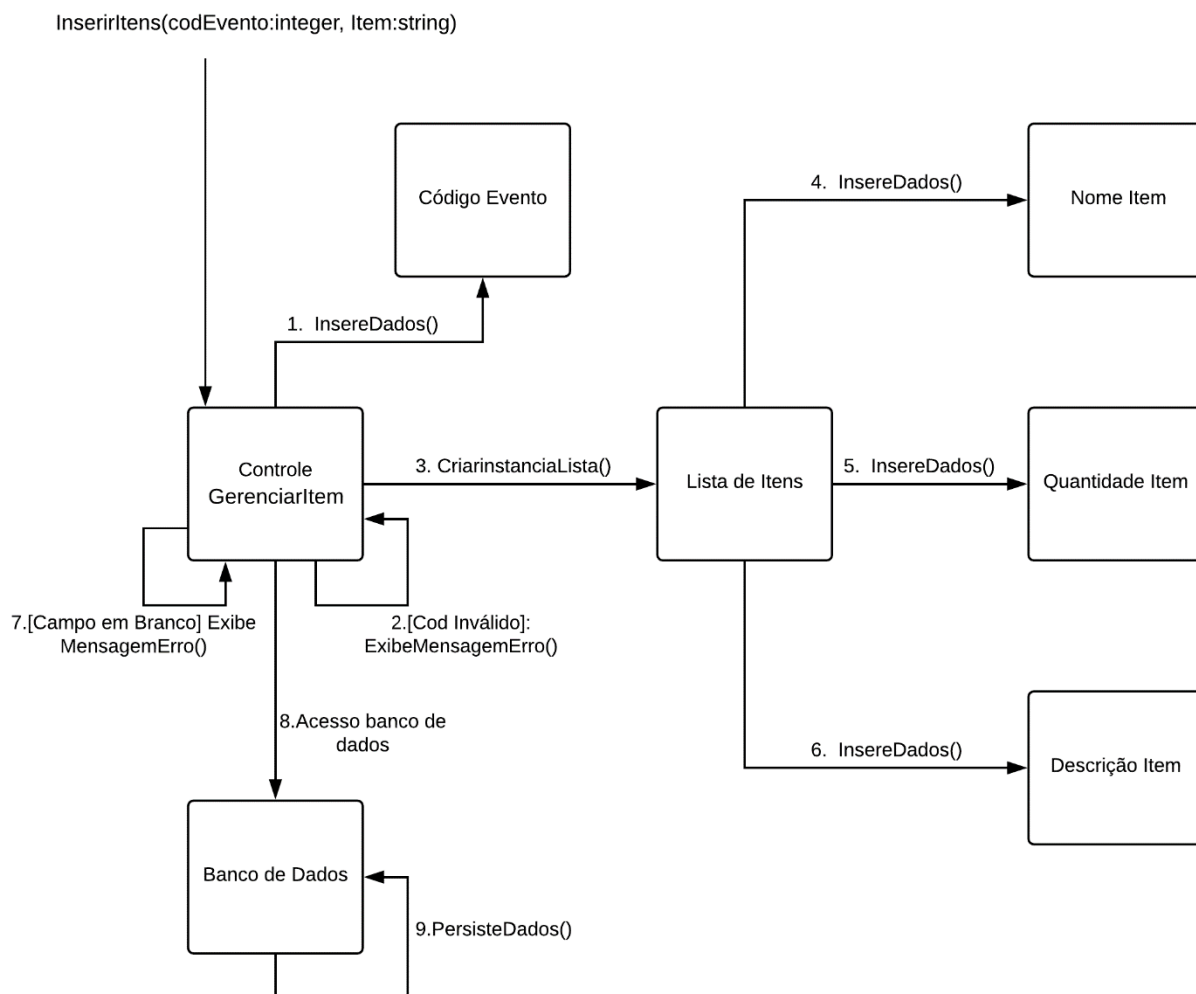 InserirItens(codEvento:integer, Item:string)
Código Evento
4.  InsereDados()
Nome Item
1.  InsereDados()
Controle
GerenciarItem
3. CriarinstanciaLista()
Lista de Itens
5.  InsereDados()
Quantidade Item
7.[Campo em Branco] Exibe
MensagemErro()
2.[Cod Inválido]:
ExibeMensagemErro()
8.Acesso banco de
dados
6.  InsereDados()
Descrição Item
Banco de Dados
9.PersisteDados()